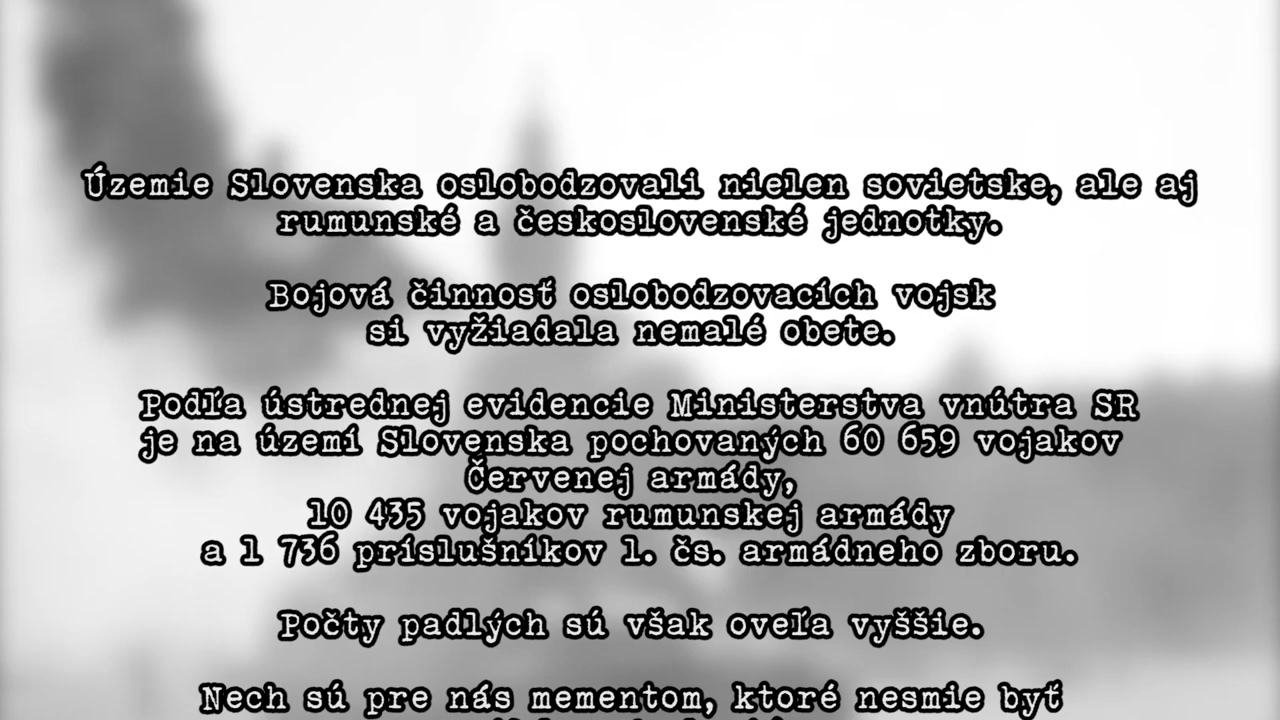 Územie Slovenska oslobodzovali nielen sovietske, ale aj
rumunské a československé jednotky.
Bojová činnosť oslobodzovacích vojsk
si vyžiadala nemalé obete.
Podľa ústrednej evidencie Ministerstva vnútra SR
je na území Slovenska pochovaných 60 659 vojakov
Červenej armády,
10 435 vojakov rumunskej armády
a 1 736 príslušníkov 1. čs. armádneho zboru.
Počty padlých sú však oveľa vyššie.
Nech sú pre nás mementom, ktoré nesmie byť